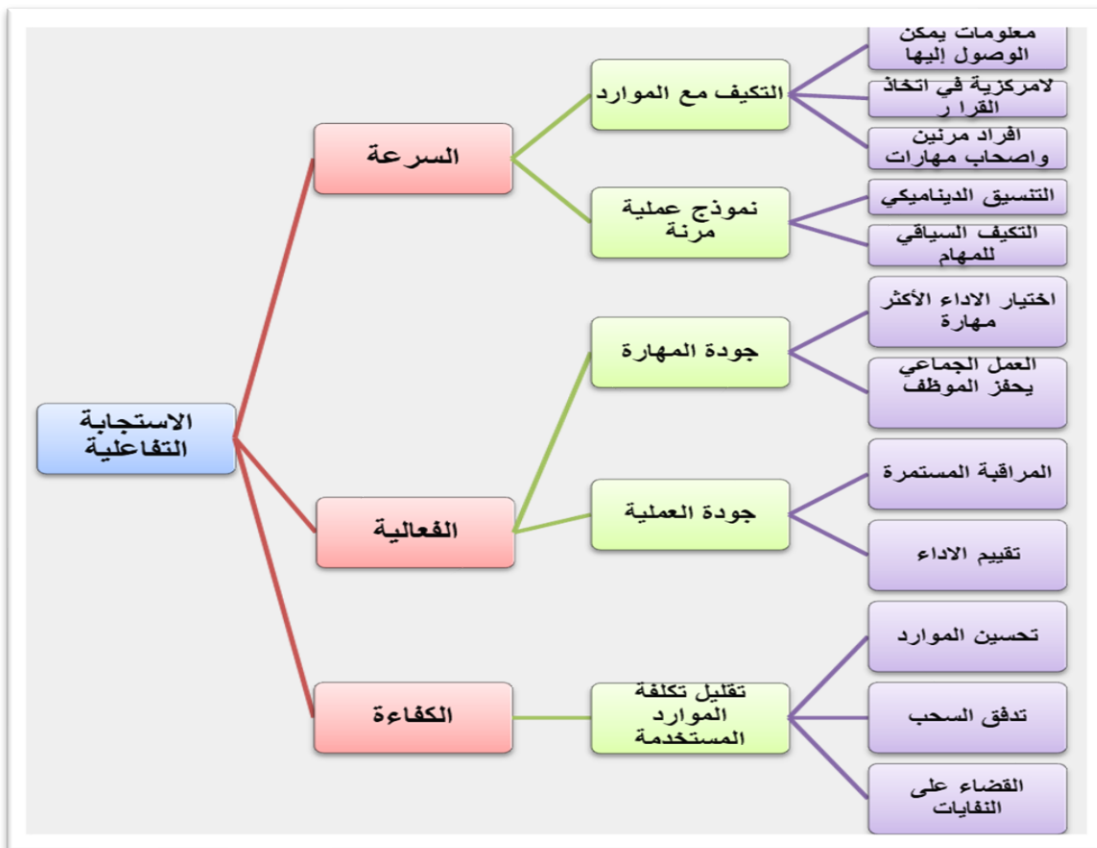 معلومات يمكن
الوصول إليها
التكيف مع الموارد
لامركزية في اتخاذ
القرا ر
السرعة
افراد مرنين
واصحاب مهارات
التنسيق الديناميكي
نموذج عملية
مرنة
التكيف السياقي
للمهام
اختيار الاداء الأكثر
مهارة
جودة المهارة
العمل الجماعي
يحفز الموظف
الاستجابة
التفاعلية
المراقبة المستمرة
جودة العملية
الفعالية
تقييم الاداء
تحسين الموارد
الكفاءة
تقليل تكلفة
الموارد
المستخدمة
تدفق السحب
القضاء على
النفايات